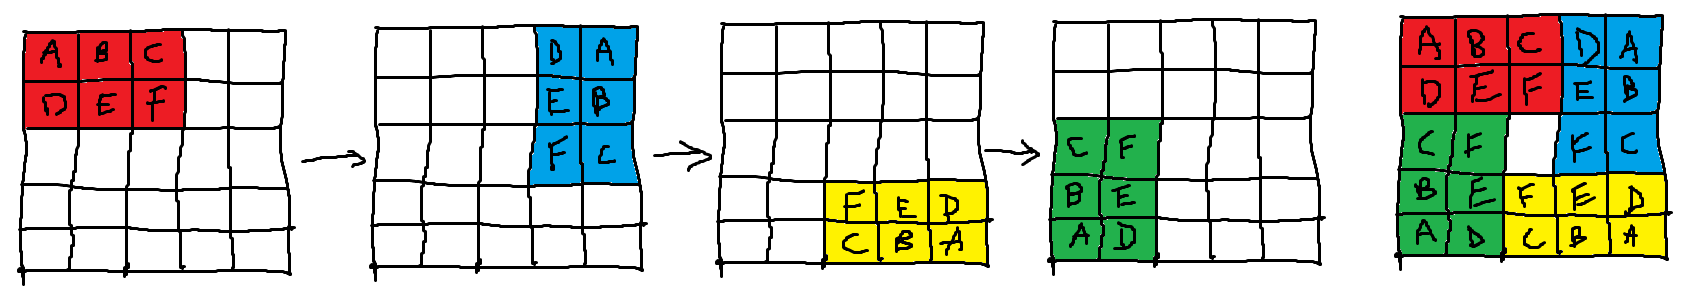 A B C
D E F
D A
E B
F C
F E D
C B A
C F
B E
A D
A B C D A
D E F E B
C F F C
B E F E D
A D C B A